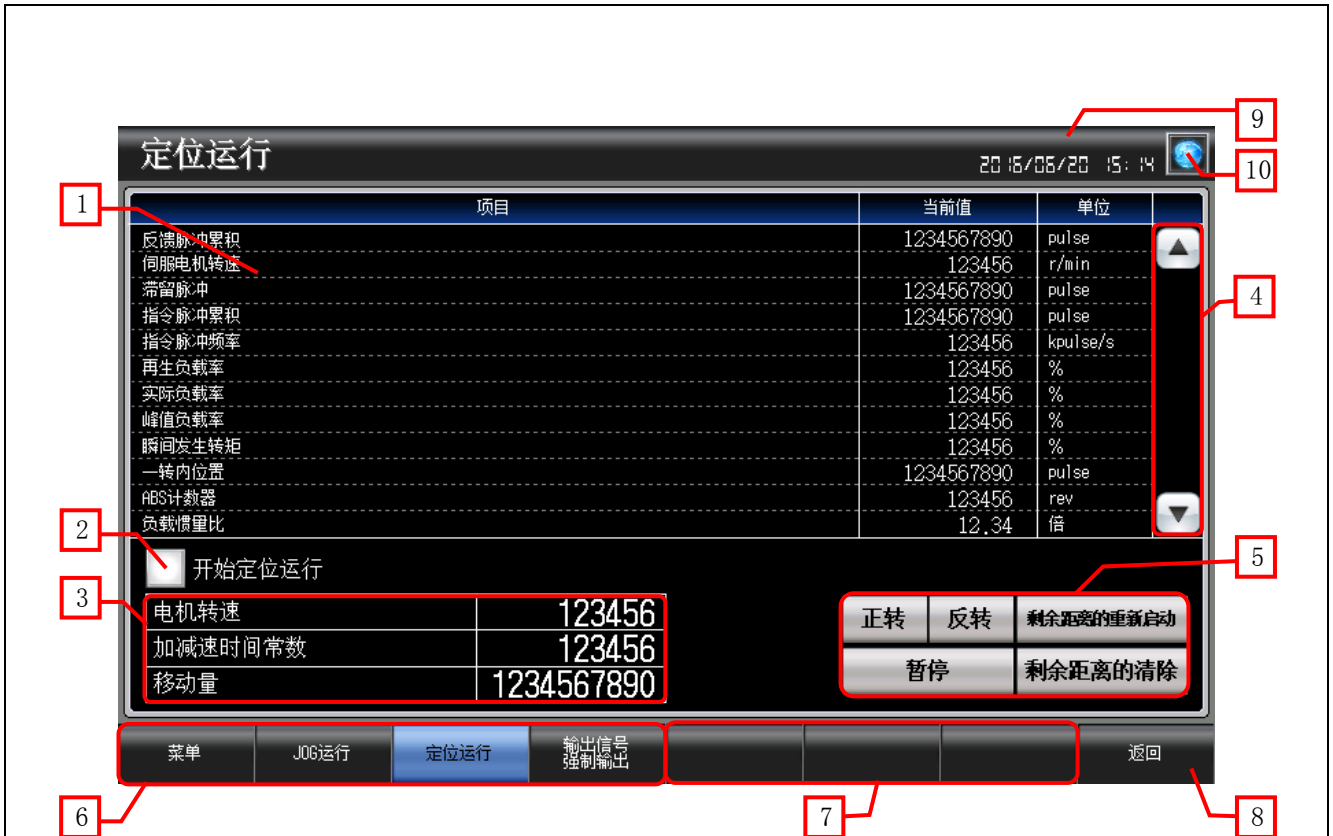 9
定位运行
2016/06/20 15:14
10
1
项目 当前值 单位
反馈脉冲累积 1234567890 pulse
伺服电机转速 123456 r/min
滞留脉冲 1234567890 pulse
4
指令脉冲累积 1234567890 pulse
指令脉冲频率 123456 kpulse/s
再生负载率 123456 %
实际负载率 123456 %
峰值负载率 123456 %
瞬间发生转矩 123456 %
一转内位置 1234567890 pulse
ABS计数器 123456 rev
负载惯量比 12.34 倍
2
开始定位运行
5
3
电机转速 123456
加减速时间常数 123456
移动量 1234567890
正转 反转 剩余距离的重新启动
暂停 剩余距离的清除
菜单 JOG运行 定位运行 输出信号
强制输出
返回
6 7 8